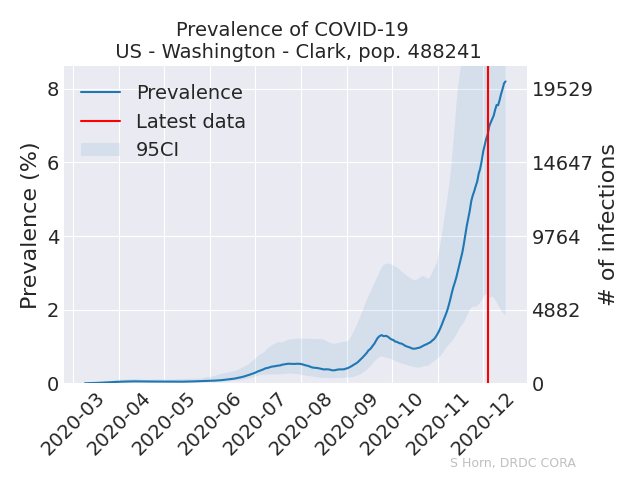 Prevalence of COVID-19
US - Washington - Clark, pop. 488241
Prevalence
Latest data
95CI
Prevalence (%)
8
6
4
2
0
19529
14647
9764
4882
0
# of infections
2020-03
2020-04
2020-05
2020-06
2020-07
2020-08
2020-09
2020-10
2020-11
2020-12
S Horn, DRDC CORA